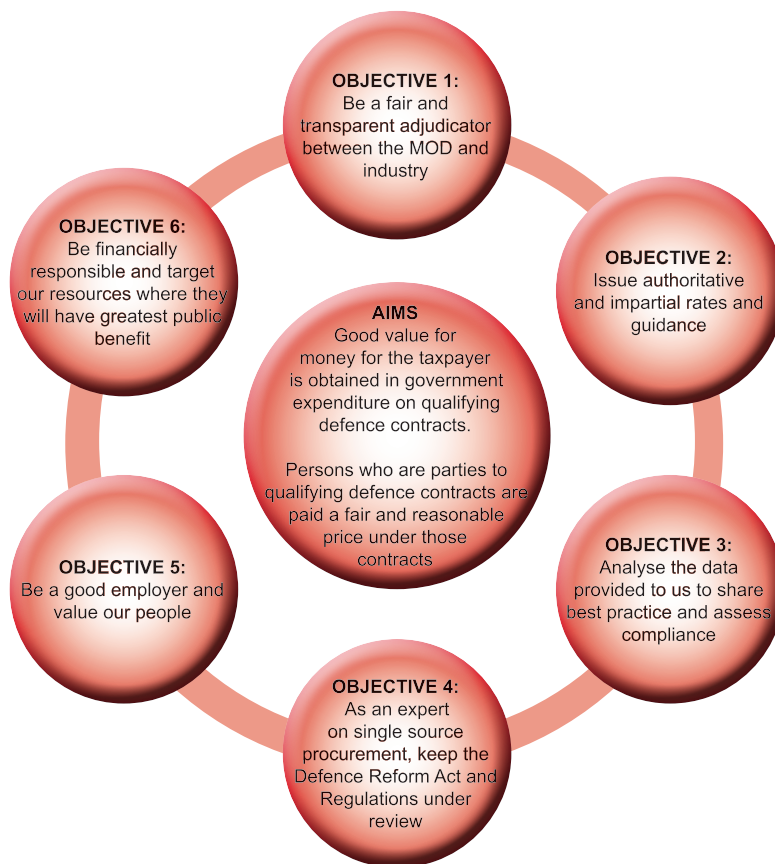 OBJECTIVE 1:
Be a fair and
transparent adjudicator
between the MOD and
industry
OBJECTIVE 2:
Issue authoritative
and impartial rates and
guidance
OBJECTIVE 3:
Analyse the data
provided to us to share
best practice and assess
compliance
OBJECTIVE 4:
As an expert
on single source
procurement, keep the
Defence Reform Act and
Regulations under
review
OBJECTIVE 5:
Be a good employer and
value our people
OBJECTIVE 6:
Be financially
responsible and target
our resources where they
will have greatest public
benefit
AIMS
Good value for
money for the taxpayer
is obtained in government
expenditure on qualifying
defence contracts.
Persons who are parties to
qualifying defence contracts are
paid a fair and reasonable
price under those
contracts